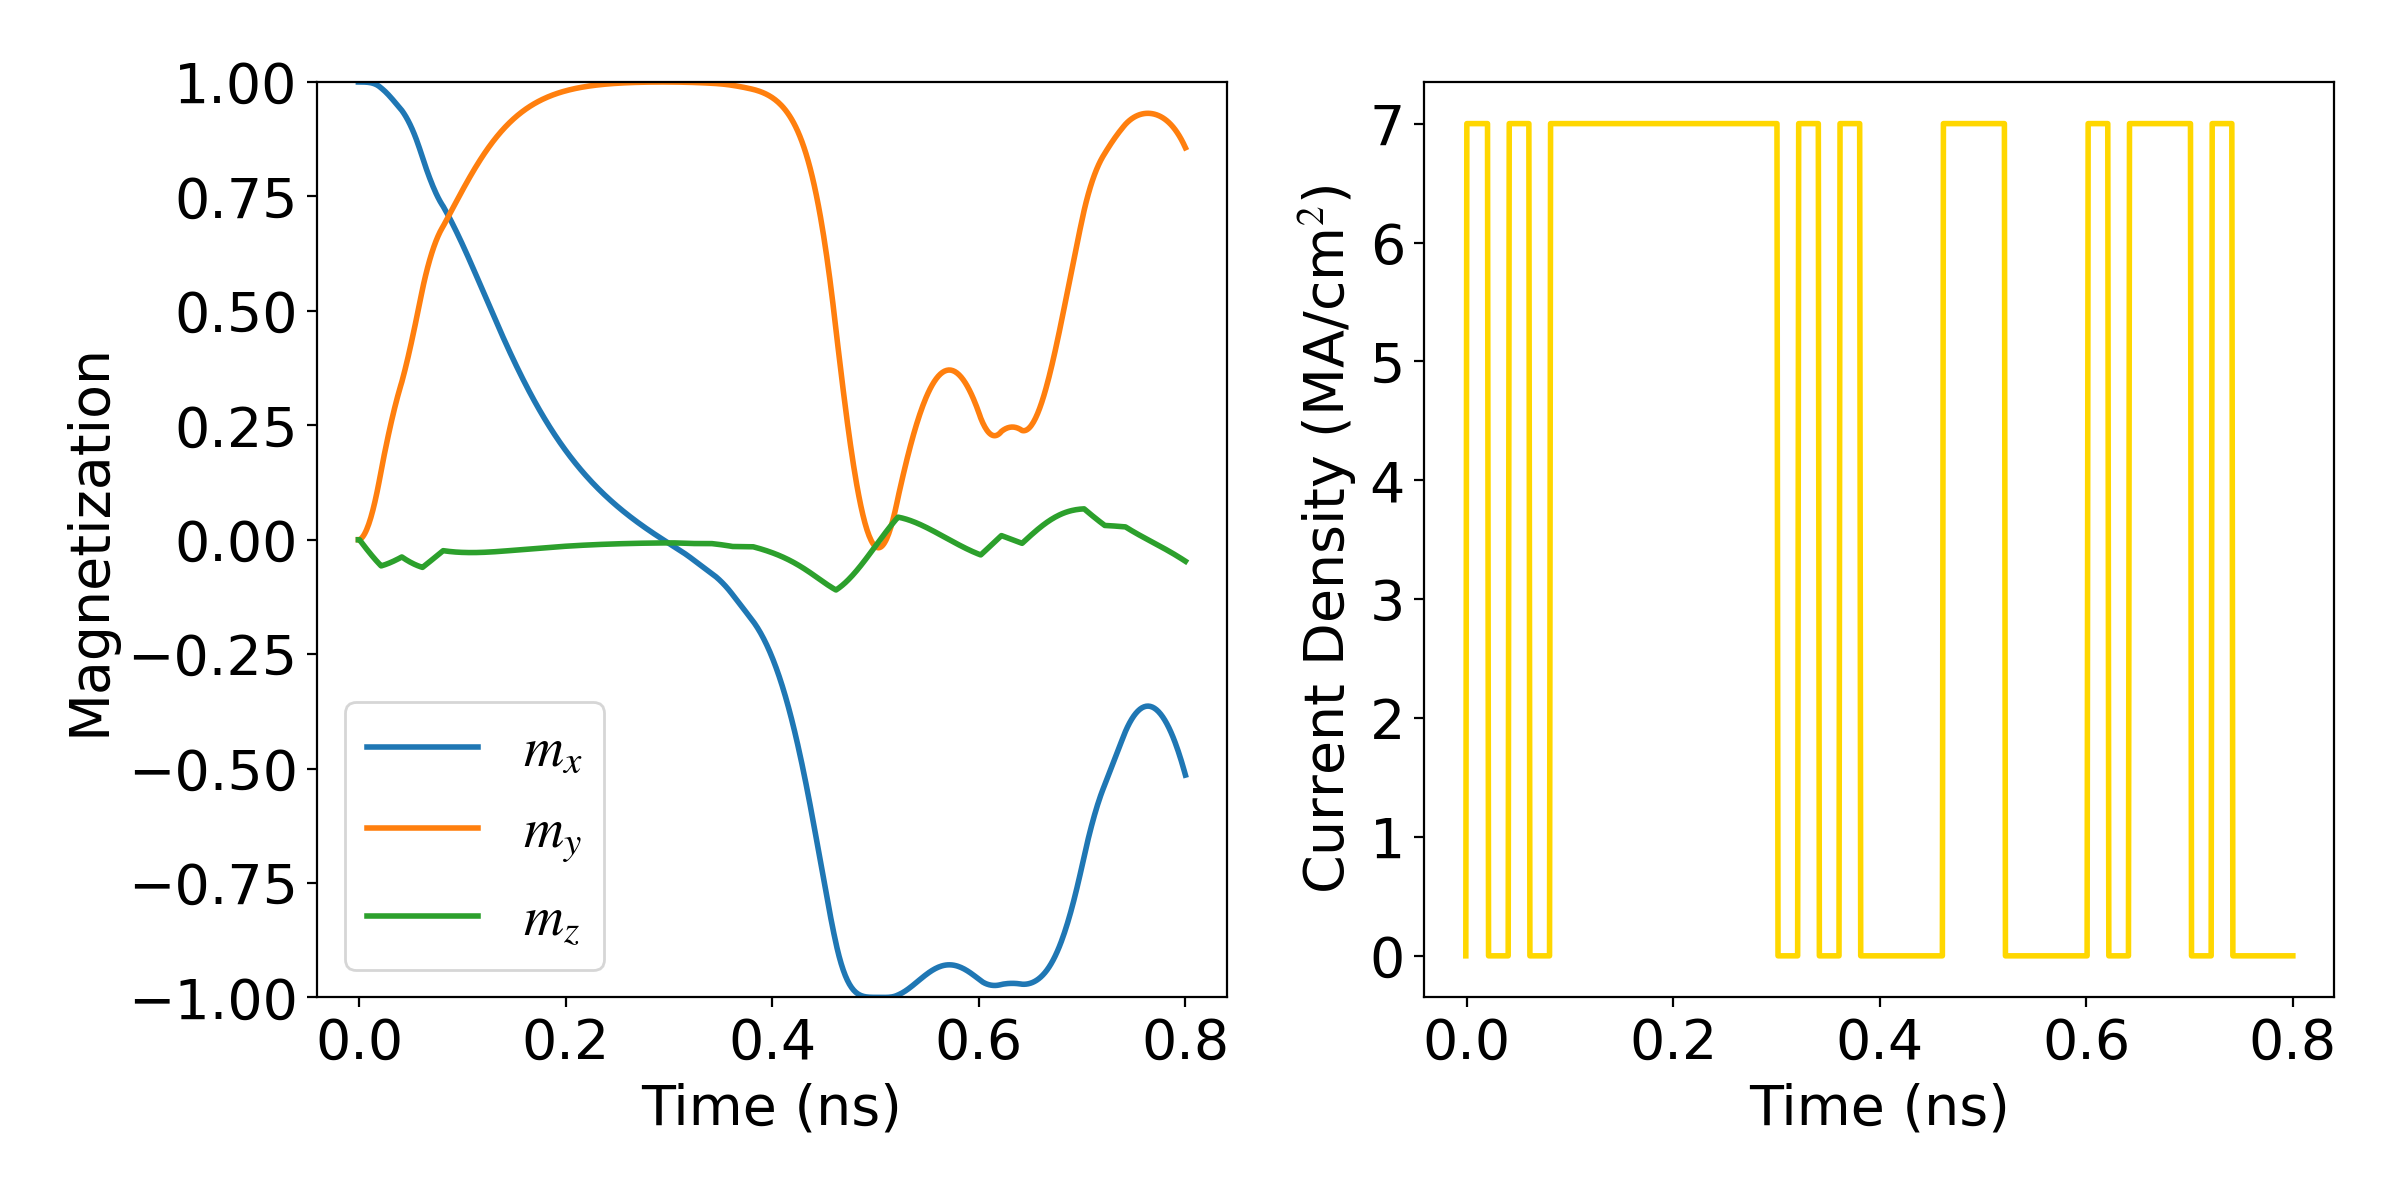 Magnetization
1.00
0.75
0.50
0.25
0.00
−0.25
−0.50
−0.75
−1.00
m_x
m_y
m_z
0.0 0.2 0.4 0.6 0.8
Time (ns)
Current Density (MA/cm²)
7
6
5
4
3
2
1
0
0.0 0.2 0.4 0.6 0.8
Time (ns)